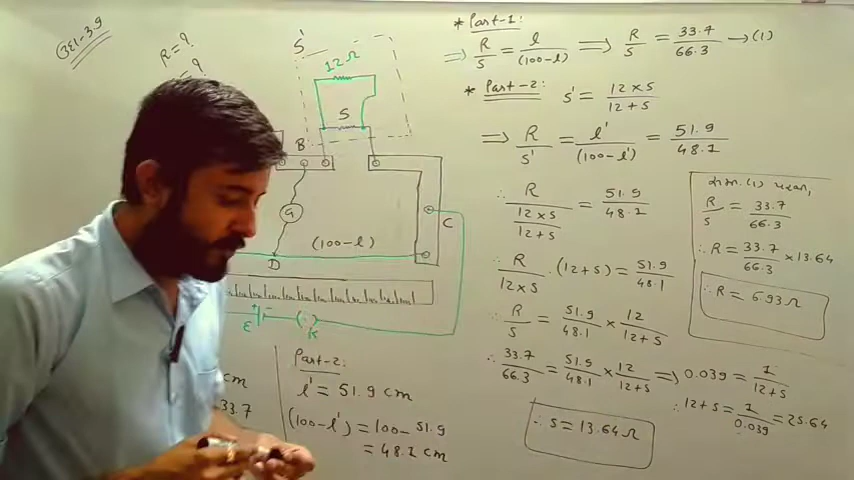 R = ?
= ?
S'
12 Ω
S
B
G
C
D
(100-l)
E
+ -
K
cm
33.7
Part-2:
l' = 51.9 cm
(100-l') = 100-51.9
= 48.1 cm
* Part-1:
⇒ R/S = l/(100-l) ⇒ R/S = 33.7/66.3 → (1)
* Part-2: S' = 12×S/12+S
⇒ R/S' = l'/(100-l') = 51.9/48.1
∴ R/(12×S/12+S) = 51.9/48.1
∴ R/12×S · (12+S) = 51.9/48.1
∴ R/S = 51.9/48.1 × 12/12+S
∴ 33.7/66.3 = 51.9/48.1 × 12/12+S ⇒ 0.039 = 1/12+S
∴ 12+S = 1/0.039 = 25.64
∴ S = 13.64 Ω
R/S = 33.7/66.3
∴ R = 33.7/66.3 × 13.64
∴ R = 6.93 Ω